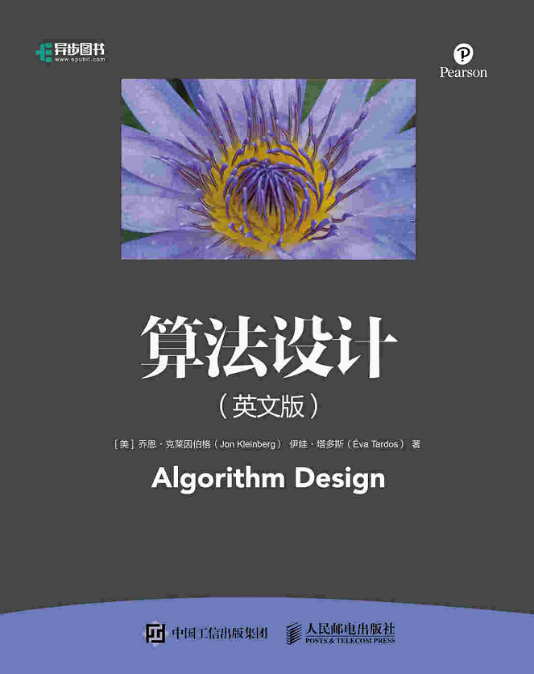 异步图书
www.epubit.com
Pearson
算法设计
（英文版）
［美］乔恩·克莱因伯格（Jon Kleinberg） 伊娃·塔多斯（Éva Tardos） 著
Algorithm Design
中国工信出版集团
人民邮电出版社
POSTS & TELECOM PRESS